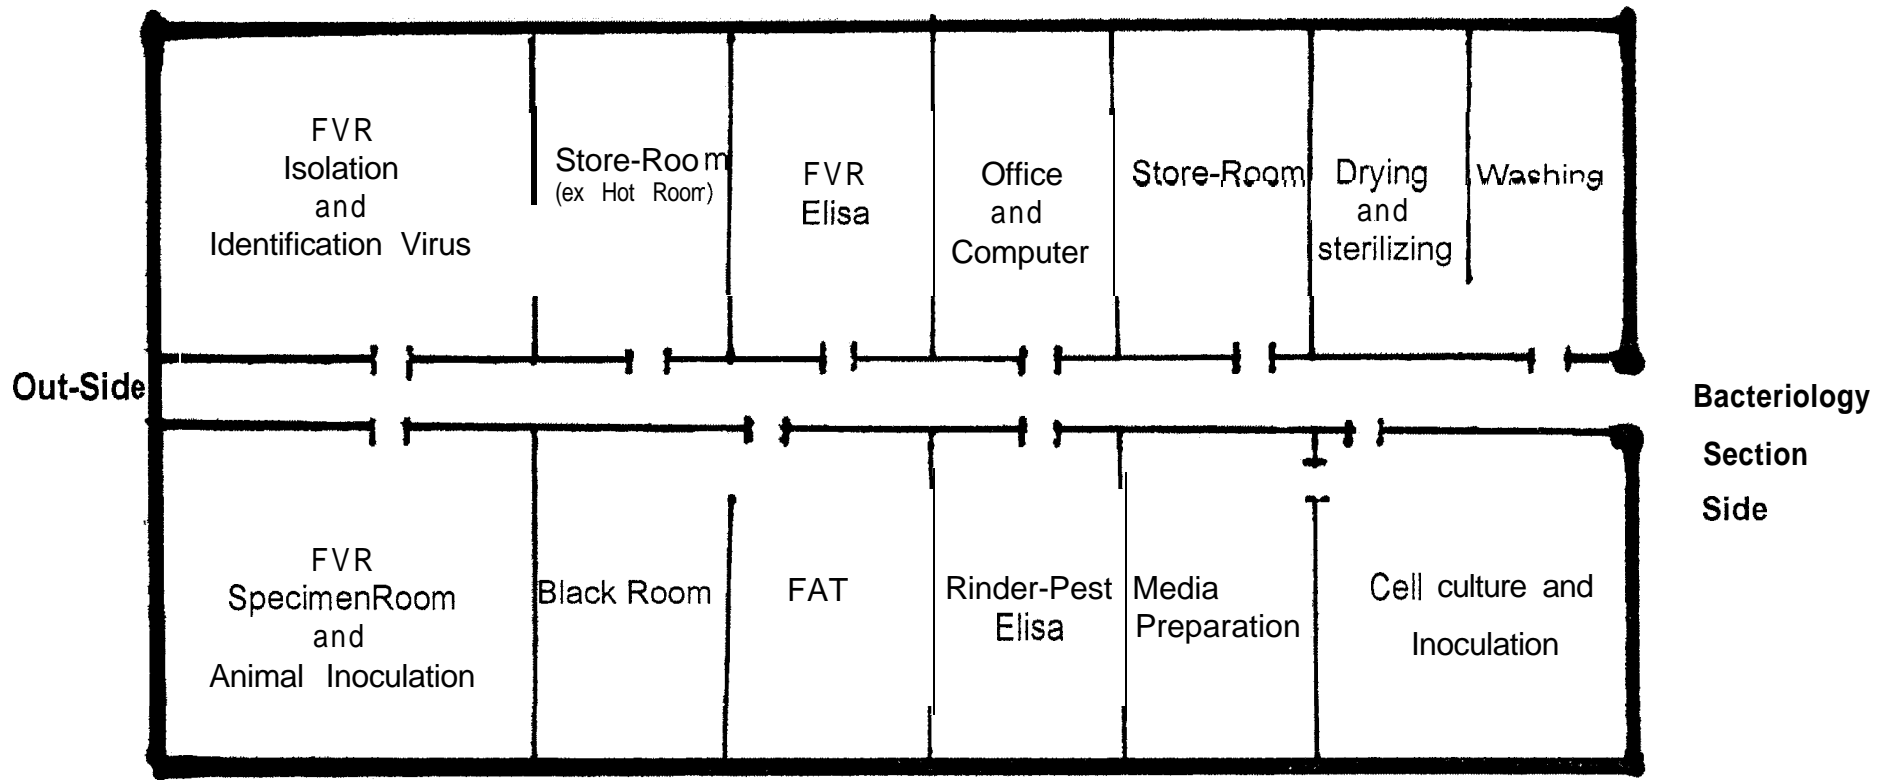 FVR
Isolation
and
Identification Virus
Store-Room
(ex Hot Room)
FVR
Elisa
Office
and
Computer
Store-Room
Drying
and
sterilizing
Washing
Out-Side
Bacteriology
Section
Side
FVR
SpecimenRoom
and
Animal Inoculation
Black Room
FAT
Rinder-Pest
Elisa
Media
Preparation
Cell culture and
Inoculation